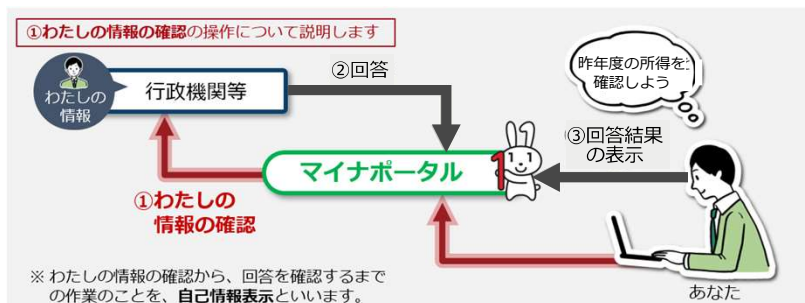 ①わたしの情報の確認の操作について説明します
わたしの
情報
行政機関等
②回答
昨年度の所得を
確認しよう
③回答結果
の表示
マイナポータル
1
①わたしの
情報の確認
あなた
※ わたしの情報の確認から、回答を確認するまで
の作業のことを、自己情報表示といいます。